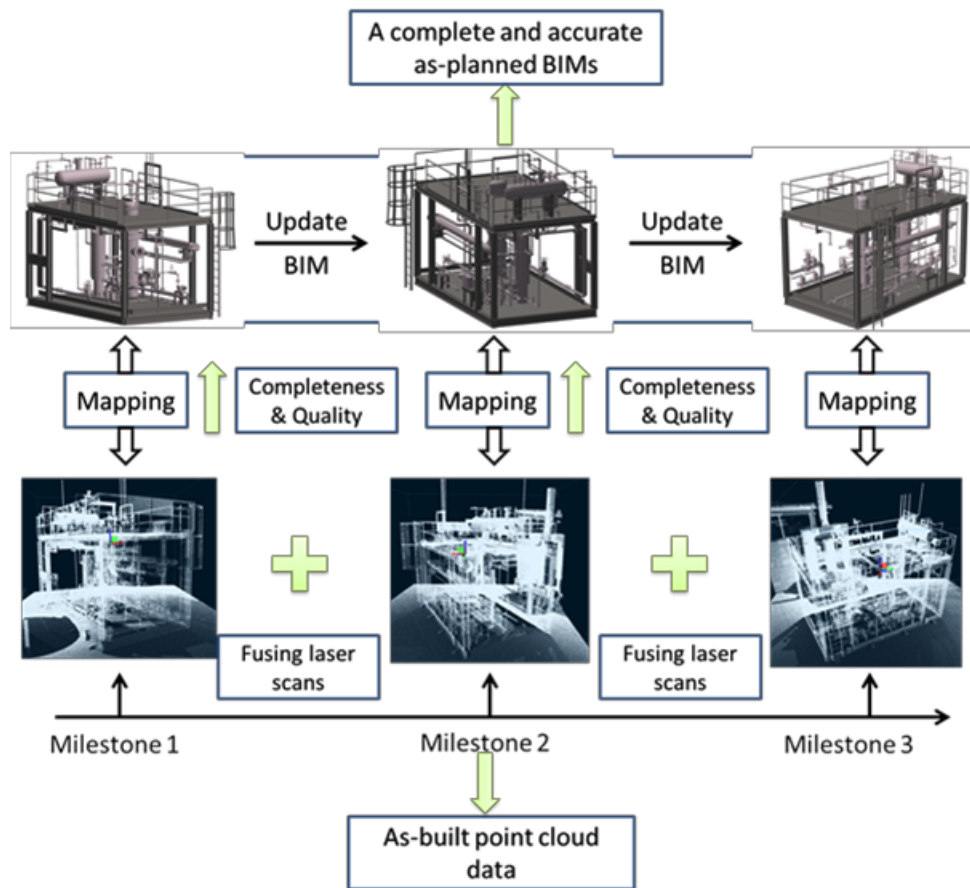 A complete and accurate
as-planned BIMs
Update
BIM
Update
BIM
Mapping
Completeness
& Quality
Mapping
Completeness
& Quality
Mapping
Fusing laser
scans
Fusing laser
scans
Milestone 1
Milestone 2
Milestone 3
As-built point cloud
data